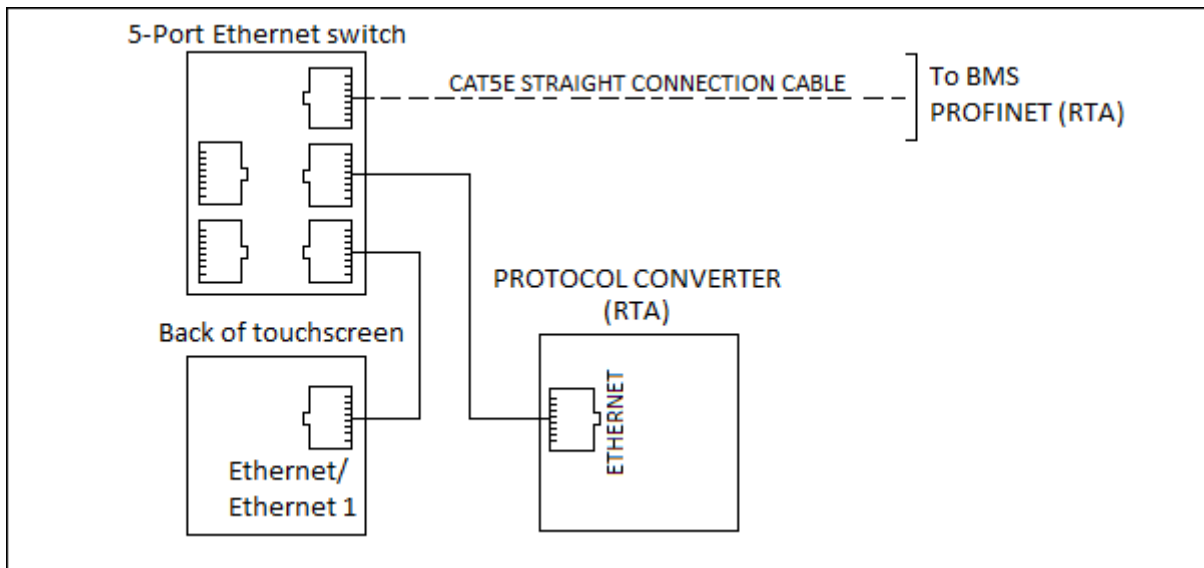 5-Port Ethernet switch
CAT5E STRAIGHT CONNECTION CABLE
To BMS
PROFINET (RTA)
PROTOCOL CONVERTER
(RTA)
Back of touchscreen
ETHERNET
Ethernet/
Ethernet 1